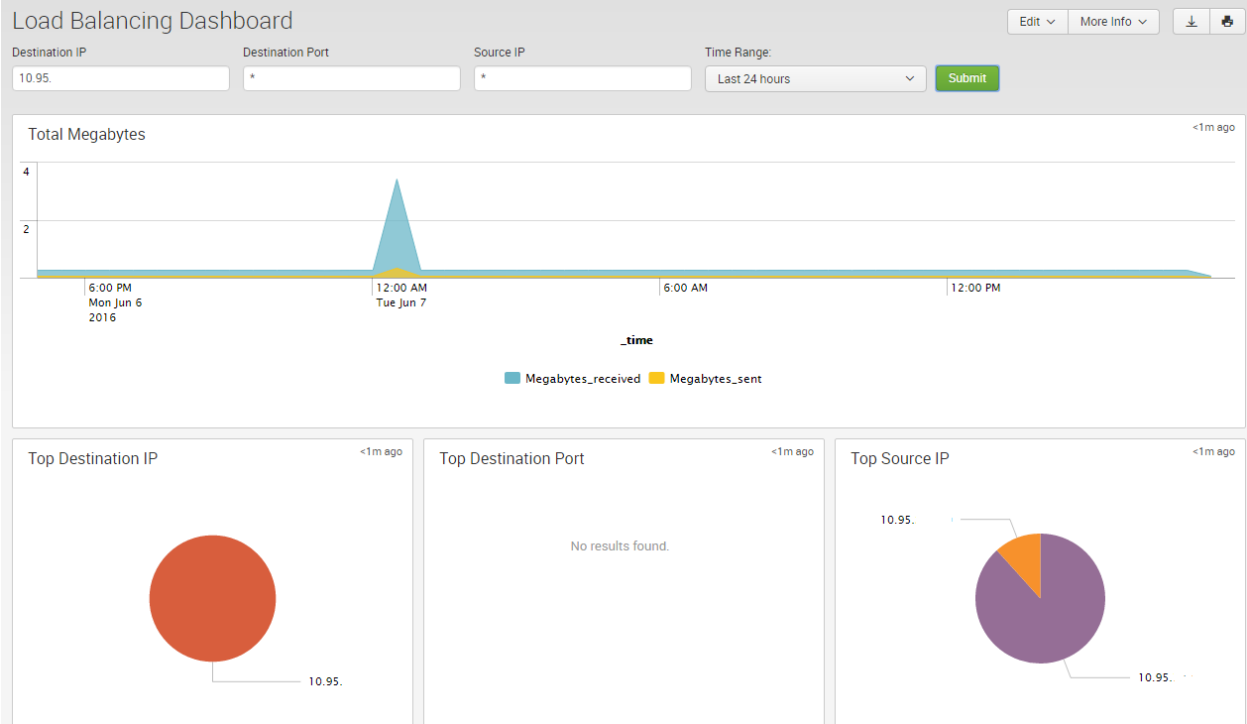 Load Balancing Dashboard
Edit More Info
Destination IP Destination Port Source IP Time Range:
10.95. * * Last 24 hours Submit
Total Megabytes <1m ago
4
2
6:00 PM 12:00 AM 6:00 AM 12:00 PM
Mon Jun 6 Tue Jun 7
2016
_time
Megabytes_received Megabytes_sent
Top Destination IP <1m ago
10.95.
Top Destination Port <1m ago
No results found.
Top Source IP <1m ago
10.95.
10.95.